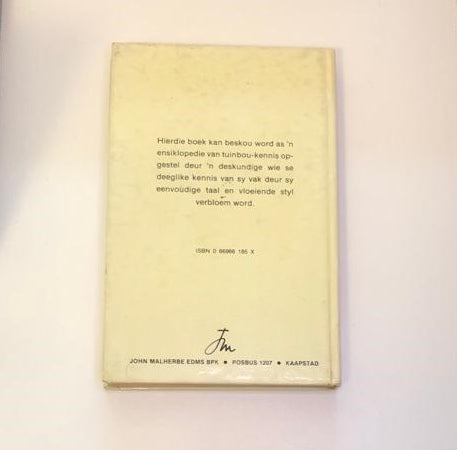 Hierdie boek kan beskou word as 'n
ensiklopedie van tuinbou-kennis op-
gestel deur 'n deskundige wie se
deeglike kennis van sy vak deur sy
eenvoudige taal en vloeiende styl
verbloem word.
ISBN 0 86966 185 X
Jm
JOHN MALHERBE EDMS BPK ● POSBUS 1207 ● KAAPSTAD